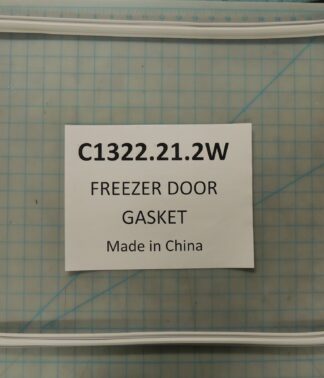 C1322.21.2W
FREEZER DOOR
GASKET
Made in China